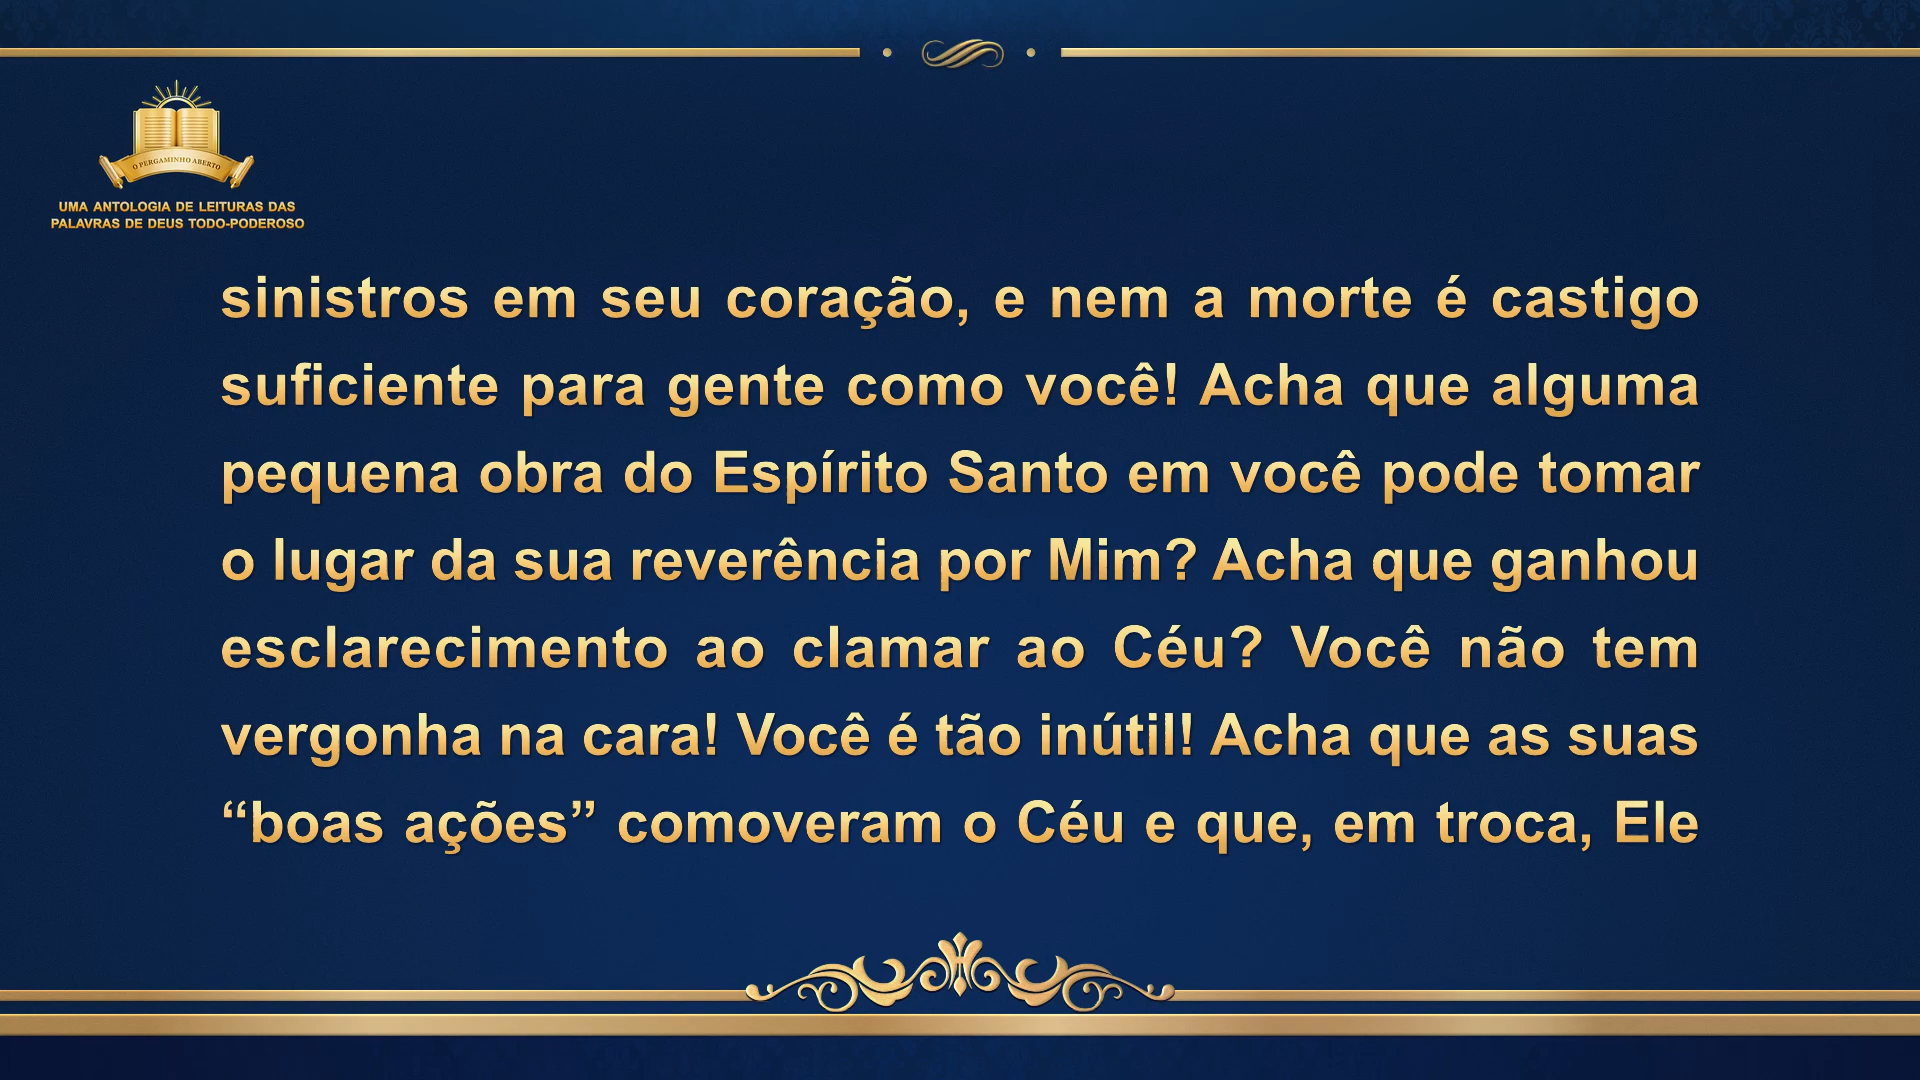 O PERGAMINHO ABERTO
UMA ANTOLOGIA DE LEITURAS DAS
PALAVRAS DE DEUS TODO-PODEROSO
sinistros em seu coração, e nem a morte é castigo
suficiente para gente como você! Acha que alguma
pequena obra do Espírito Santo em você pode tomar
o lugar da sua reverência por Mim? Acha que ganhou
esclarecimento ao clamar ao Céu? Você não tem
vergonha na cara! Você é tão inútil! Acha que as suas
“boas ações” comoveram o Céu e que, em troca, Ele